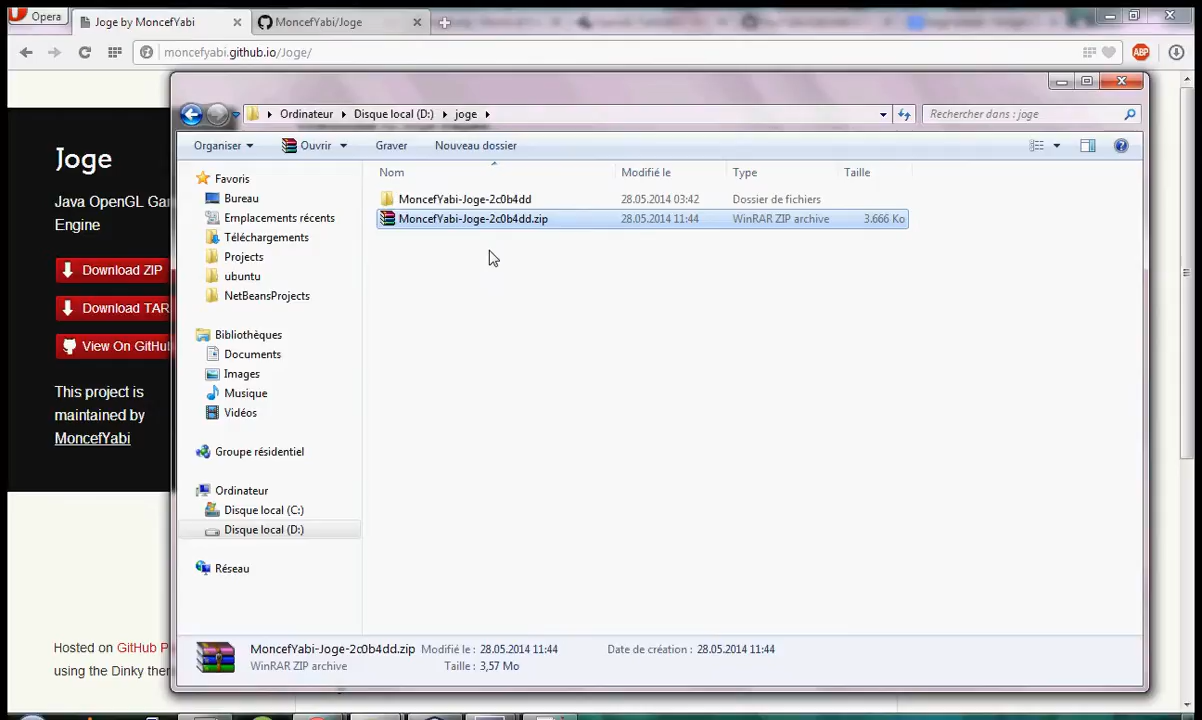 Opera
Joge by MoncefYabi
MoncefYabi/Joge
moncefyabi.github.io/Joge/
ABP
Joge
Java OpenGL Ga
Engine
Download ZIP
Download TAR
View On GitHu
This project is
maintained by
MoncefYabi
Hosted on GitHub P
using the Dinky the
Ordinateur
Disque local (D:)
joge
Rechercher dans : joge
Organiser
Ouvrir
Graver
Nouveau dossier
Favoris
Bureau
Emplacements récents
Téléchargements
Projects
ubuntu
NetBeansProjects
Bibliothèques
Documents
Images
Musique
Vidéos
Groupe résidentiel
Ordinateur
Disque local (C:)
Disque local (D:)
Réseau
Nom Modifié le Type Taille
MoncefYabi-Joge-2c0b4dd 28.05.2014 03:42 Dossier de fichiers
MoncefYabi-Joge-2c0b4dd.zip 28.05.2014 11:44 WinRAR ZIP archive 3.666 Ko
MoncefYabi-Joge-2c0b4dd.zip Modifié le : 28.05.2014 11:44 Date de création : 28.05.2014 11:44
WinRAR ZIP archive Taille : 3,57 Mo